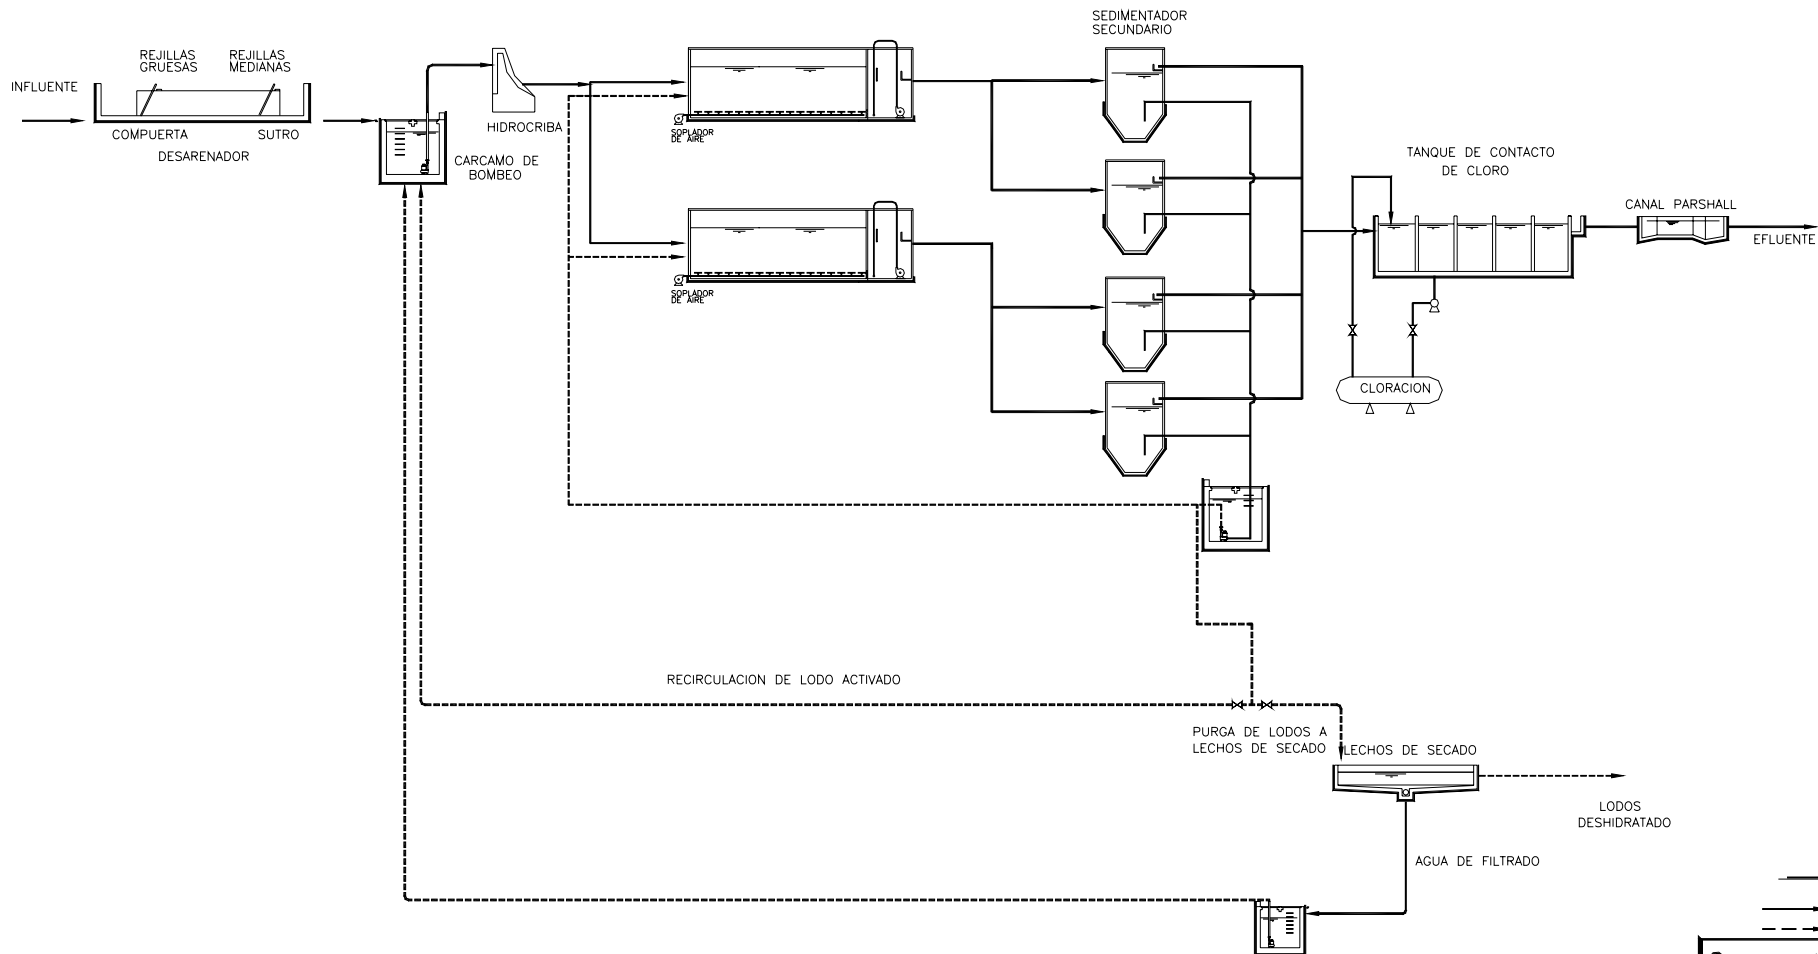 SEDIMENTADOR
SECUNDARIO
REJILLAS
GRUESAS
REJILLAS
MEDIANAS
INFLUENTE
COMPUERTA
SUTRO
DESARENADOR
HIDROCRIBA
CARCAMO DE
BOMBEO
SOPLADOR
DE AIRE
SOPLADOR
DE AIRE
TANQUE DE CONTACTO
DE CLORO
CANAL PARSHALL
EFLUENTE
CLORACION
RECIRCULACION DE LODO ACTIVADO
PURGA DE LODOS A
LECHOS DE SECADO
LECHOS DE SECADO
LODOS
DESHIDRATADO
AGUA DE FILTRADO